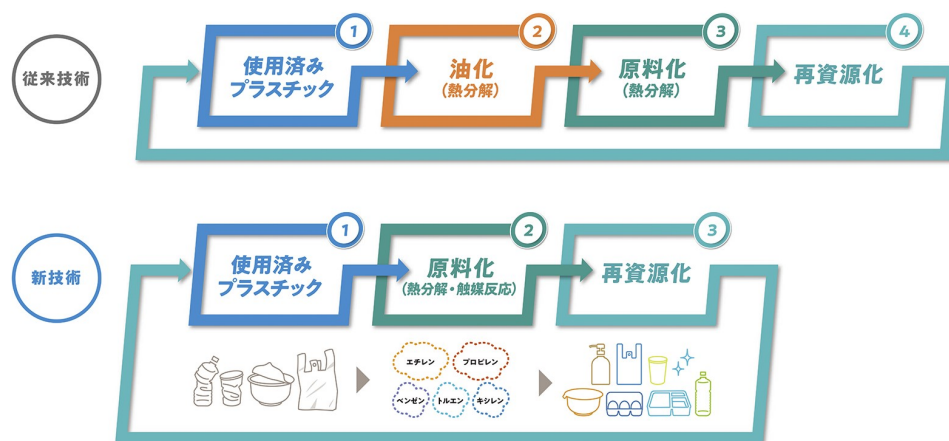 従来技術
1
使用済み
プラスチック
2
油化
(熱分解)
3
原料化
(熱分解)
4
再資源化
新技術
1
使用済み
プラスチック
2
原料化
(熱分解・触媒反応)
3
再資源化
エチレン
プロピレン
ベンゼン
トルエン
キシレン